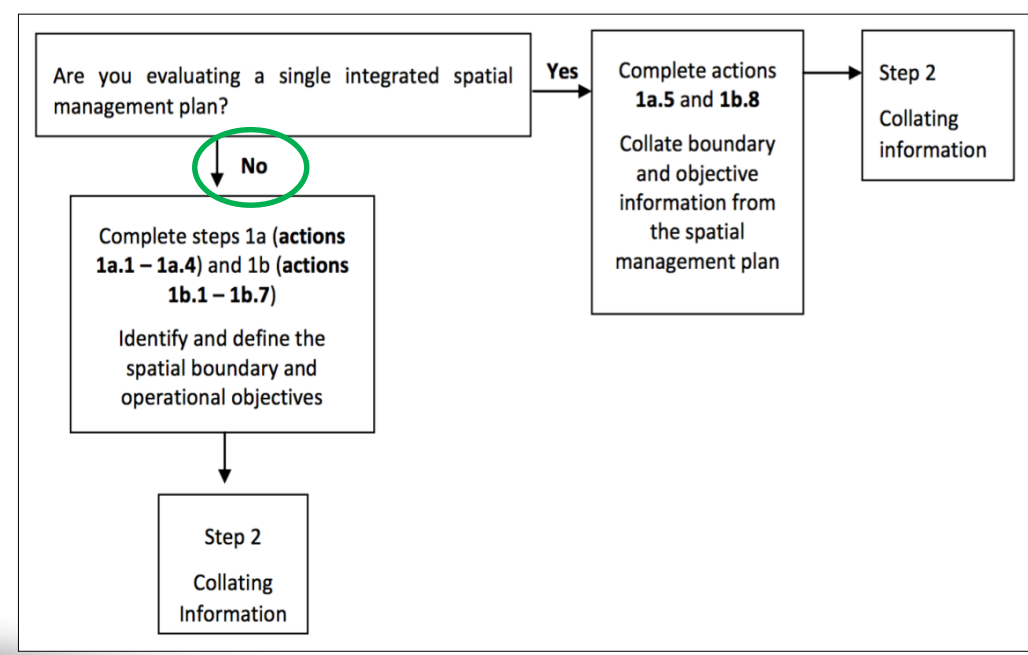 Are you evaluating a single integrated spatial
management plan?
Yes
Complete actions
1a.5 and 1b.8
Collate boundary
and objective
information from
the spatial
management plan
Step 2
Collating
information
No
Complete steps 1a (actions
1a.1 – 1a.4) and 1b (actions
1b.1 – 1b.7)
Identify and define the
spatial boundary and
operational objectives
Step 2
Collating
Information